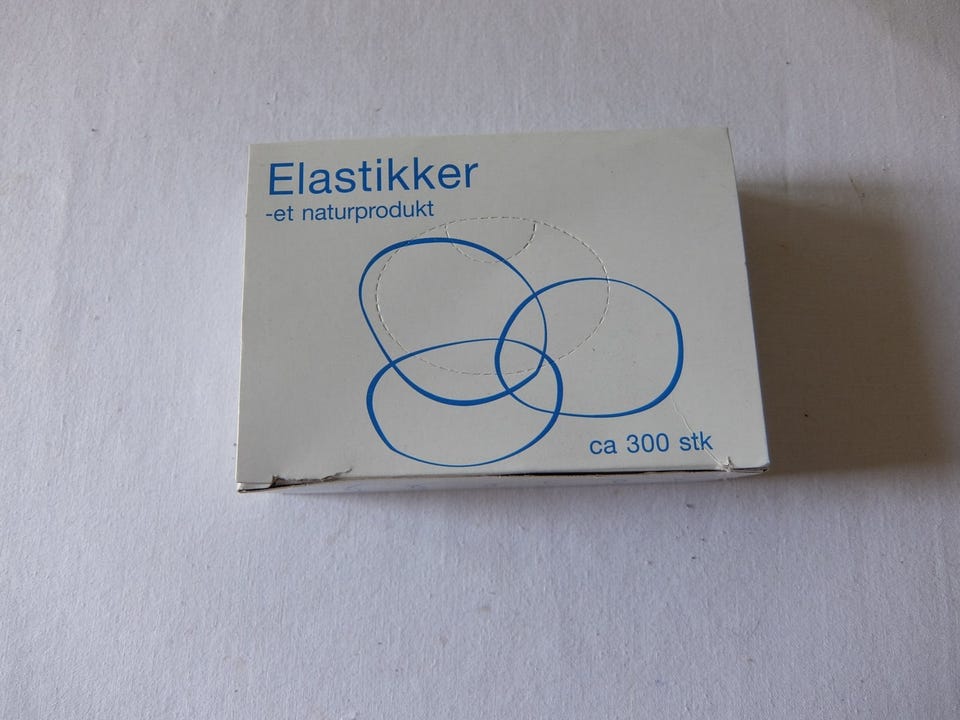 Elastikker
-et naturprodukt
ca 300 stk